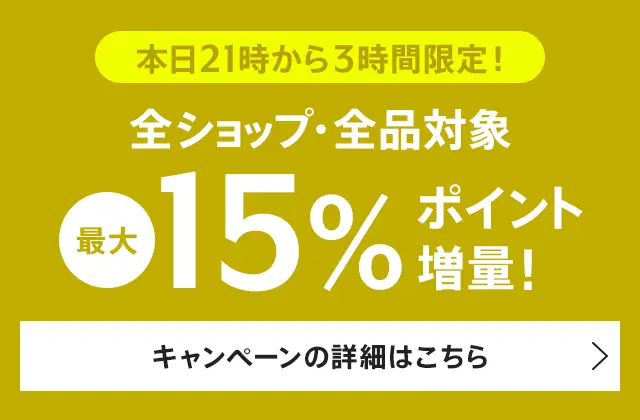 本日21時から3時間限定！
全ショップ・全品対象
最大15%ポイント増量！
キャンペーンの詳細はこちら